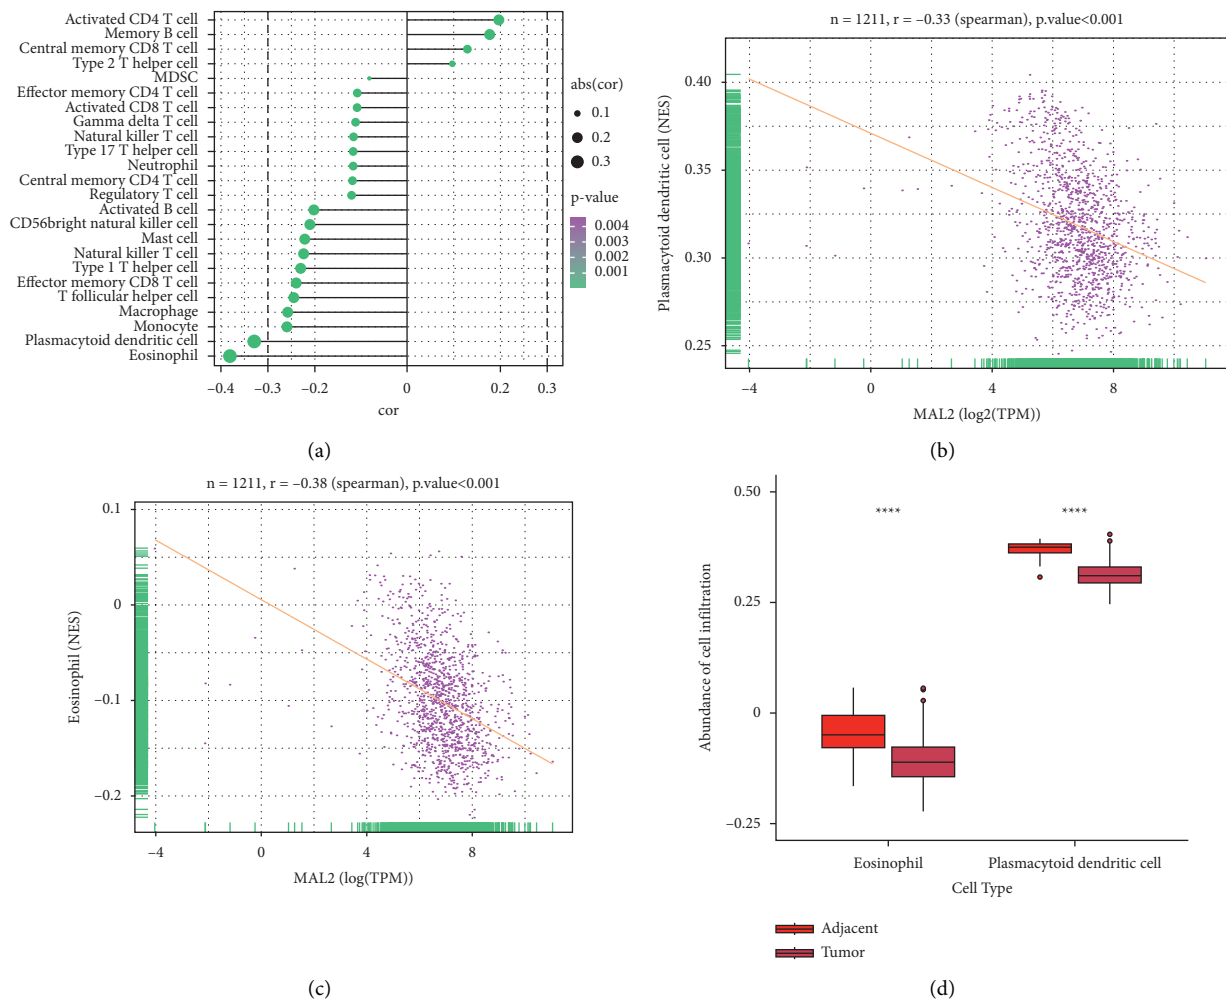 Activated CD4 T cell
Memory B cell
Central memory CD8 T cell
Type 2 T helper cell
MDSC
Effector memory CD4 T cell
Activated CD8 T cell
Gamma delta T cell
Natural killer T cell
Type 17 T helper cell
Neutrophil
Central memory CD4 T cell
Regulatory T cell
Activated B cell
CD56bright natural killer cell
Mast cell
Natural killer T cell
Type 1 T helper cell
Effector memory CD8 T cell
T follicular helper cell
Macrophage
Monocyte
Plasmacytoid dendritic cell
Eosinophil
−0.4 −0.3 −0.2 0 0.2 0.3
cor
abs(cor)
0.1
0.2
0.3
p-value
0.004
0.003
0.002
0.001
(a)
n = 1211, r = −0.33 (spearman), p.value<0.001
Plasmacytoid dendritic cell (NES)
0.40
0.35
0.30
0.25
−4 0 4 8
MAL2 (log2(TPM))
(b)
n = 1211, r = −0.38 (spearman), p.value<0.001
Eosinophil (NES)
0.1
0
−0.1
−0.2
−4 0 4 8
MAL2 (log(TPM))
(c)
Abundance of cell infiltration
0.50
0.25
0
−0.25
**** ****
Eosinophil Plasmacytoid dendritic cell
Cell Type
Adjacent
Tumor
(d)